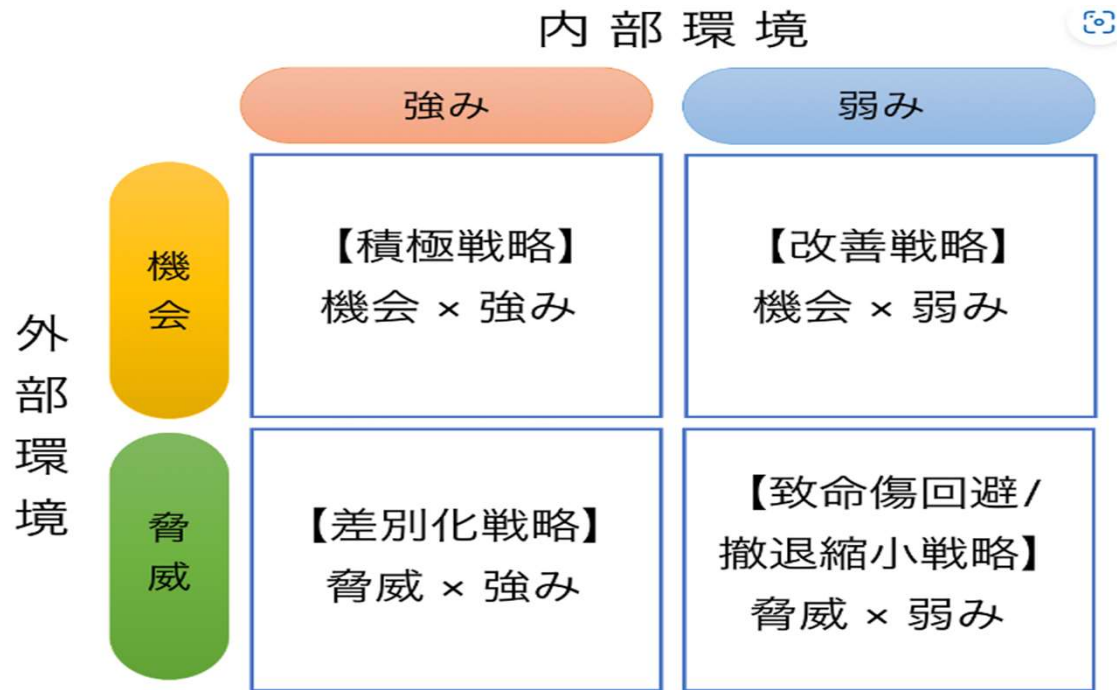 内部環境
強み
弱み
外部環境
機会
【積極戦略】
機会 × 強み
【改善戦略】
機会 × 弱み
脅威
【差別化戦略】
脅威 × 強み
【致命傷回避/
撤退縮小戦略】
脅威 × 弱み